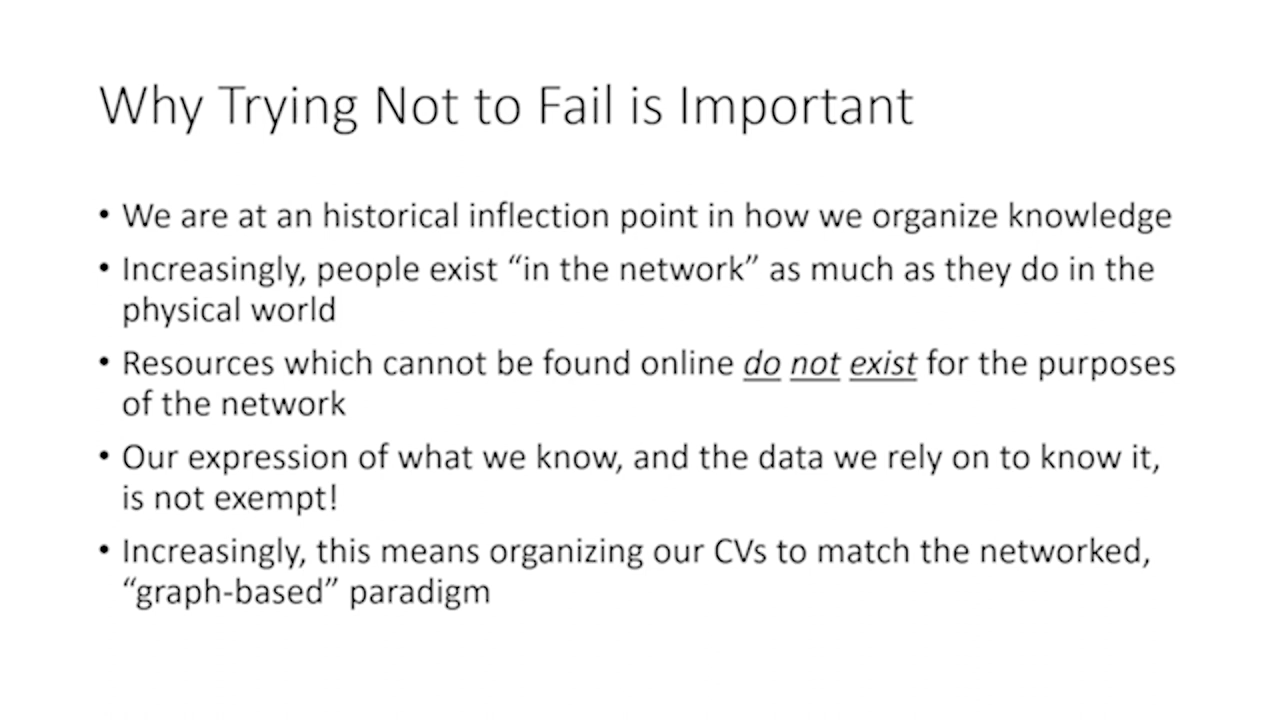 Why Trying Not to Fail is Important
• We are at an historical inflection point in how we organize knowledge
• Increasingly, people exist “in the network” as much as they do in the
physical world
• Resources which cannot be found online do not exist for the purposes
of the network
• Our expression of what we know, and the data we rely on to know it,
is not exempt!
• Increasingly, this means organizing our CVs to match the networked,
“graph-based” paradigm